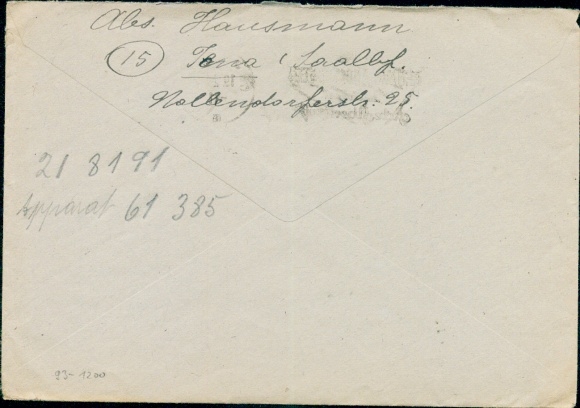 Abs. Hausmann
(15) Jena, Saalbf.
Nollendorferstr. 25.
21 8191
Apparat 61 385
93-1200